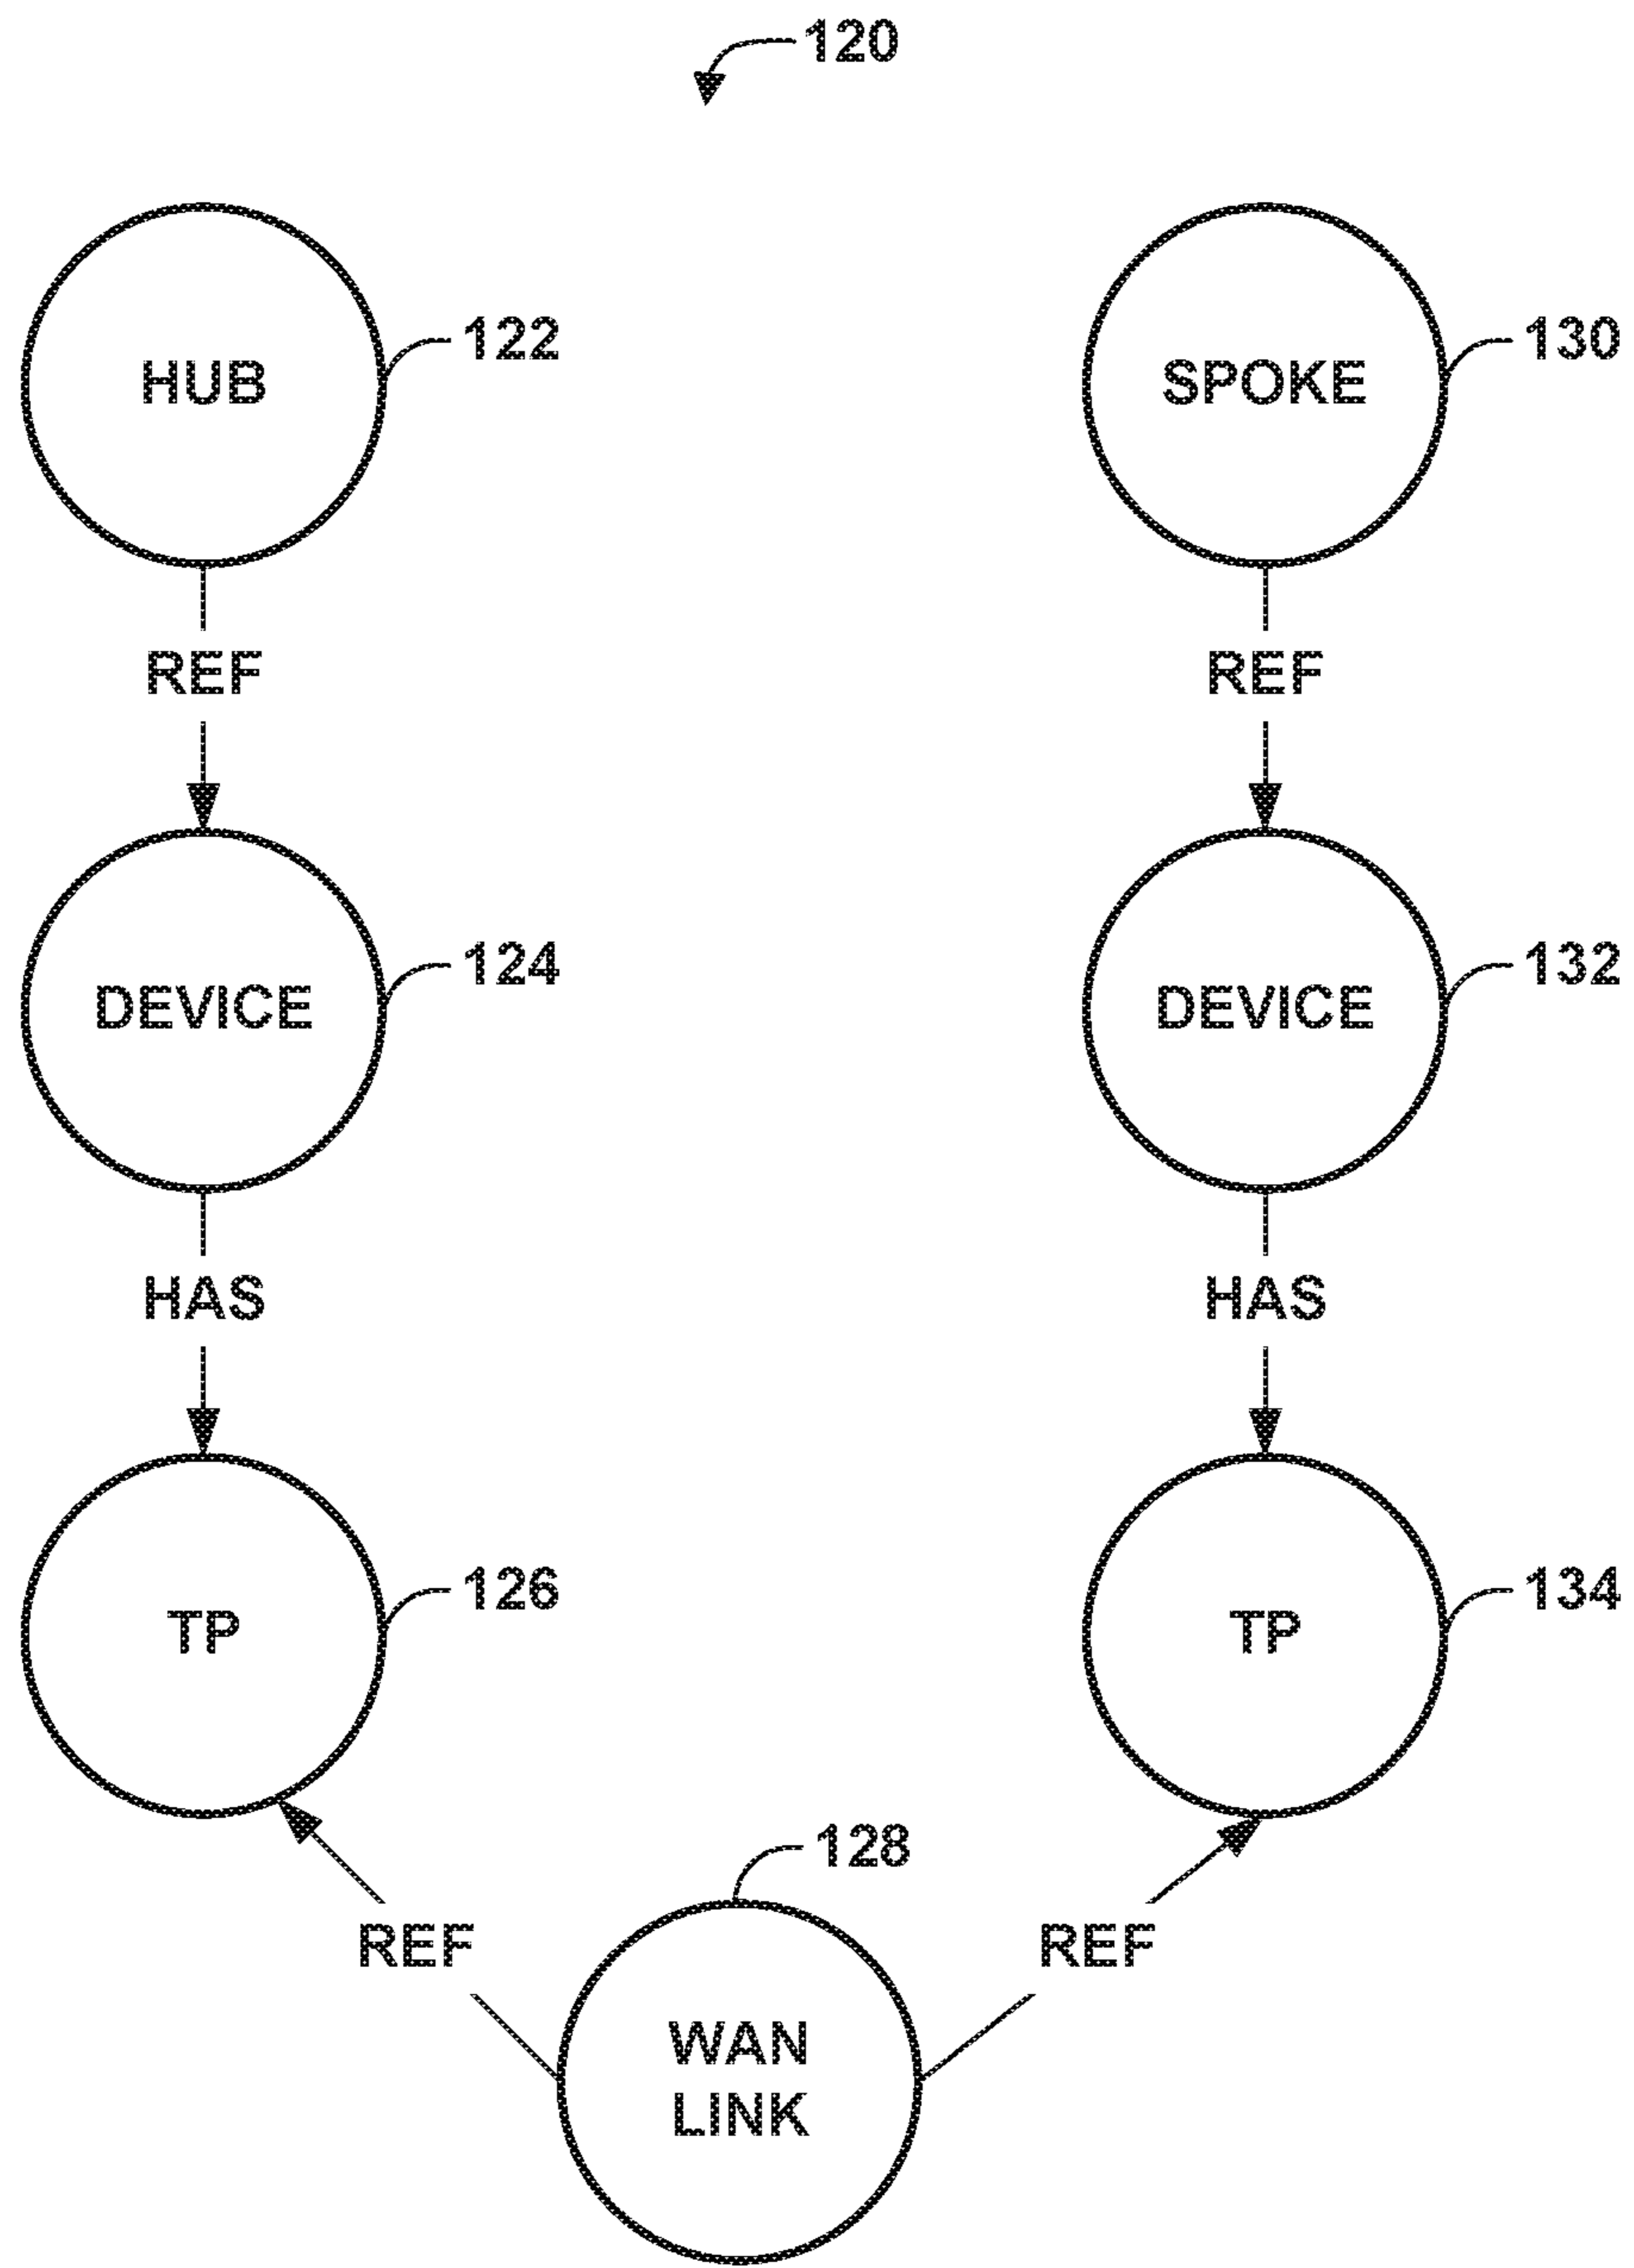 120
HUB
122
SPOKE
130
REF
REF
DEVICE
124
DEVICE
132
HAS
HAS
TP
126
TP
134
128
REF
REF
WAN
LINK